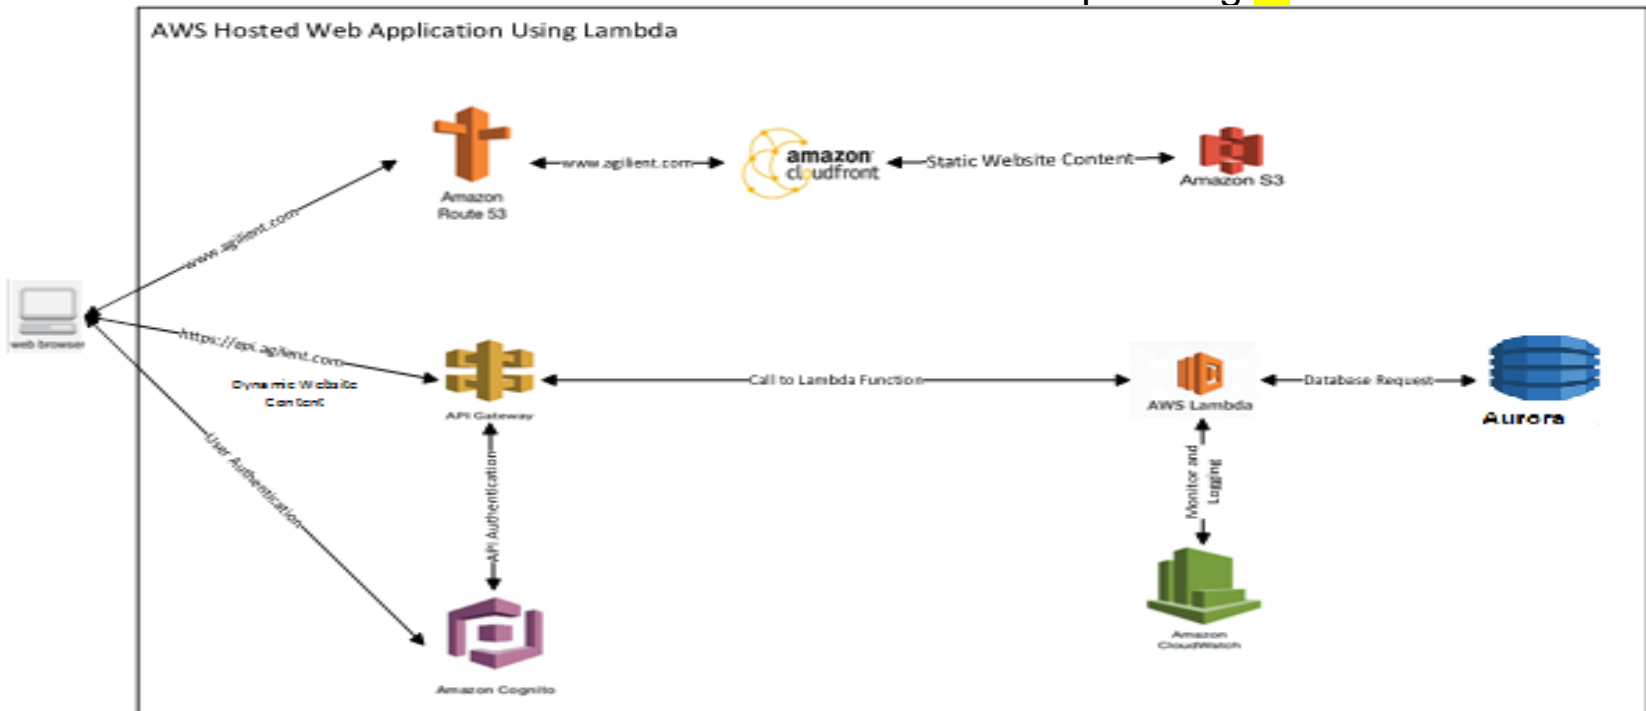 AWS Hosted Web Application Using Lambda
www.agilent.com
Amazon
Route 53
www.agilent.com
amazon
cloudfront
Static Website Content
Amazon S3
web browser
https://api.agilent.com
Dynamic Website
Content
API Gateway
Call to Lambda Function
AWS Lambda
Database Request
Aurora
User Authentication
API Authentication
Monitor and
Logging
Amazon
CloudWatch
Amazon Cognito